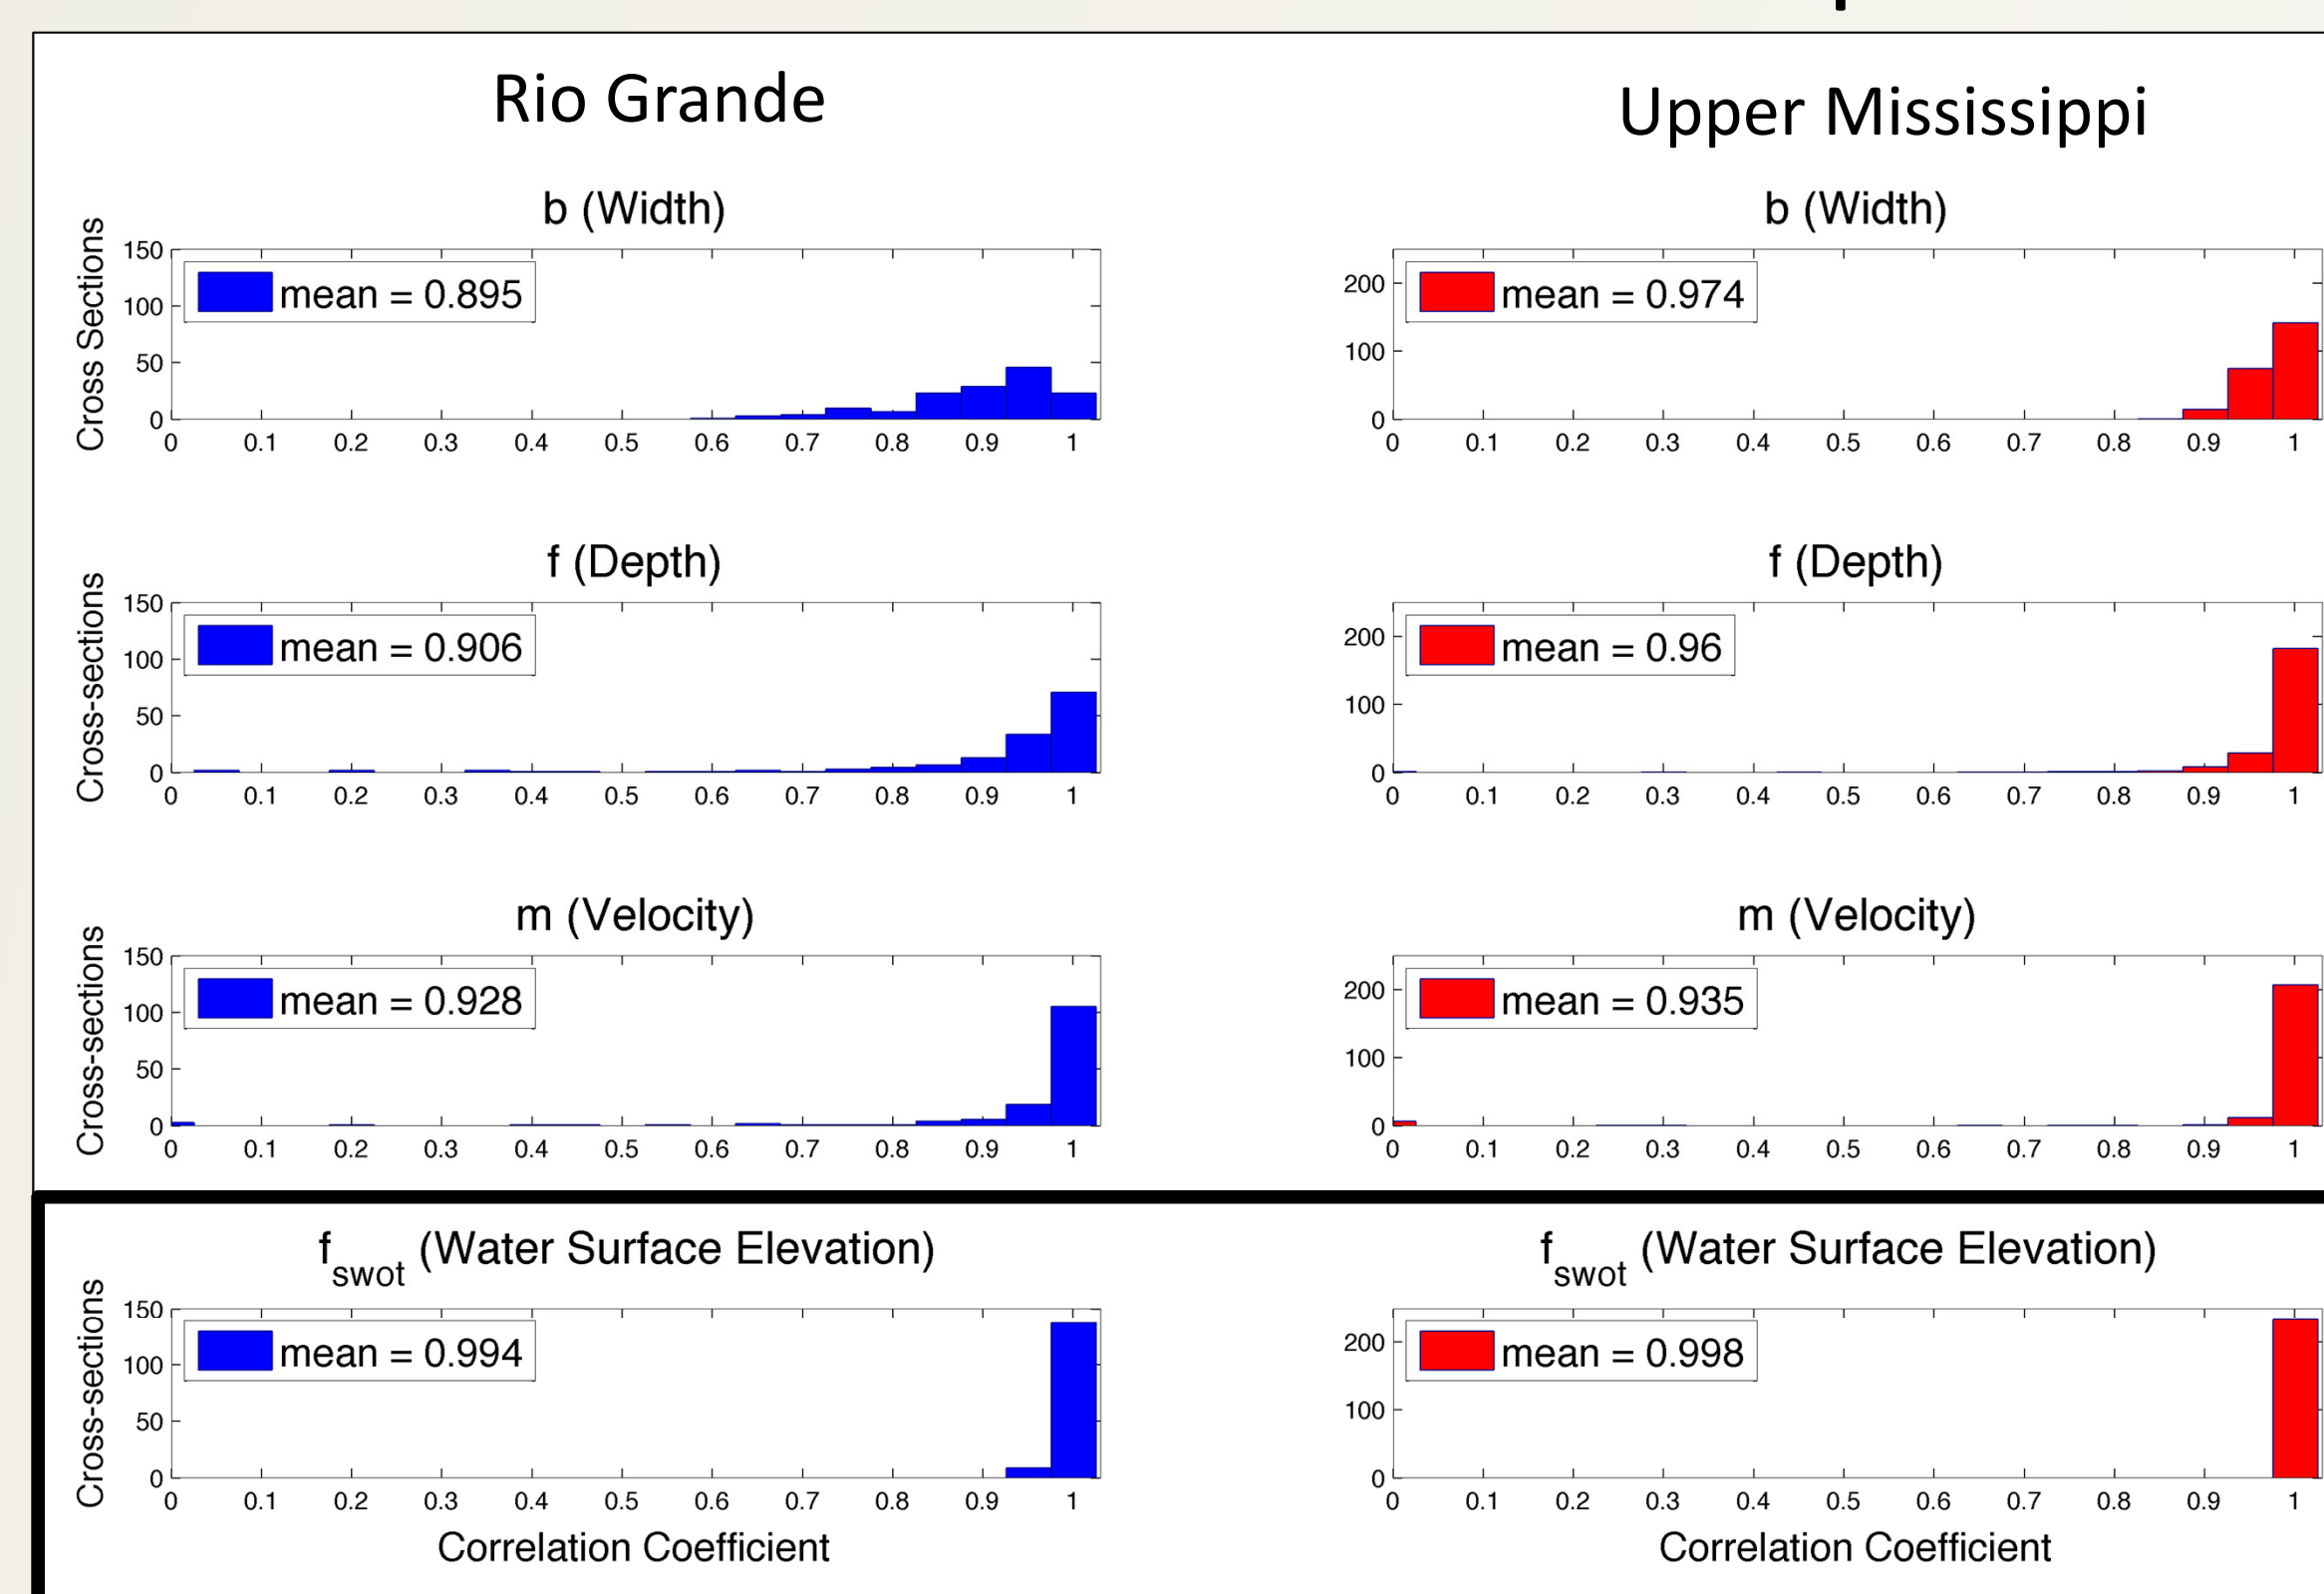 Rio Grande
Upper Mississippi
b (Width)
Cross Sections
150
100
50
0
mean = 0.895
0 0.1 0.2 0.3 0.4 0.5 0.6 0.7 0.8 0.9 1
b (Width)
200
100
0
mean = 0.974
0 0.1 0.2 0.3 0.4 0.5 0.6 0.7 0.8 0.9 1
f (Depth)
Cross-sections
150
100
50
0
mean = 0.906
0 0.1 0.2 0.3 0.4 0.5 0.6 0.7 0.8 0.9 1
f (Depth)
200
100
0
mean = 0.96
0 0.1 0.2 0.3 0.4 0.5 0.6 0.7 0.8 0.9 1
m (Velocity)
Cross-sections
150
100
50
0
mean = 0.928
0 0.1 0.2 0.3 0.4 0.5 0.6 0.7 0.8 0.9 1
m (Velocity)
200
100
0
mean = 0.935
0 0.1 0.2 0.3 0.4 0.5 0.6 0.7 0.8 0.9 1
f swot (Water Surface Elevation)
Cross-sections
150
100
50
0
mean = 0.994
0 0.1 0.2 0.3 0.4 0.5 0.6 0.7 0.8 0.9 1
Correlation Coefficient
f swot (Water Surface Elevation)
200
100
0
mean = 0.998
0 0.1 0.2 0.3 0.4 0.5 0.6 0.7 0.8 0.9 1
Correlation Coefficient